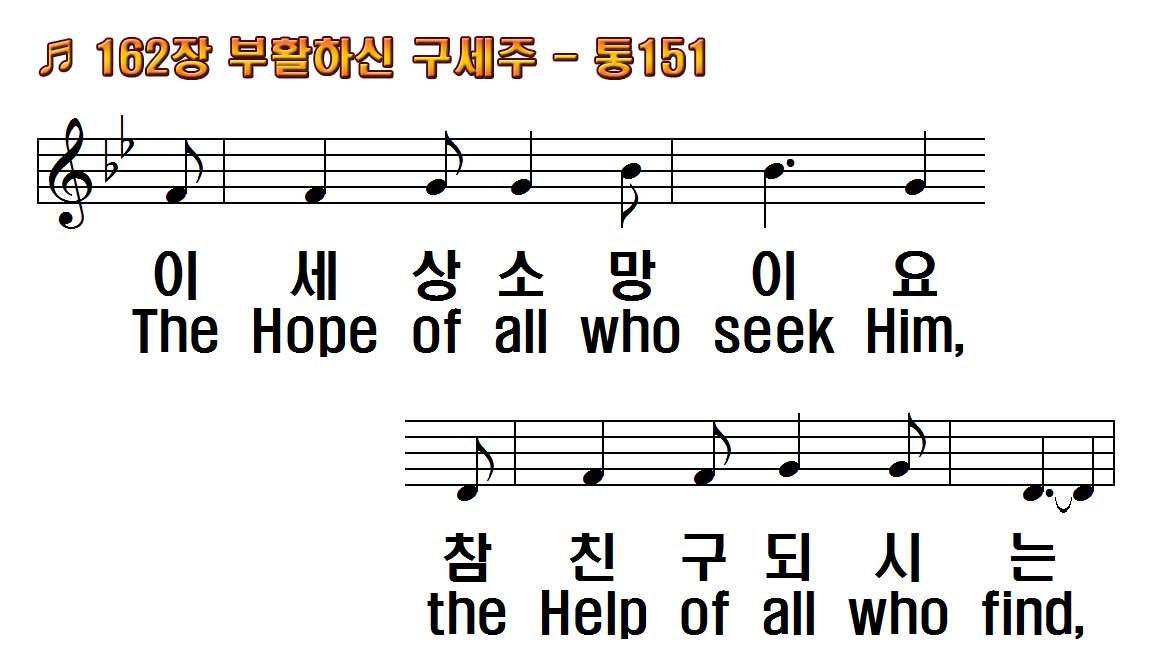 ♬ 162장 부활하신 구세주 - 통151
이 세 상 소 망 이 요
The Hope of all who seek Him,
참 친 구 되 시 는
the Help of all who find,